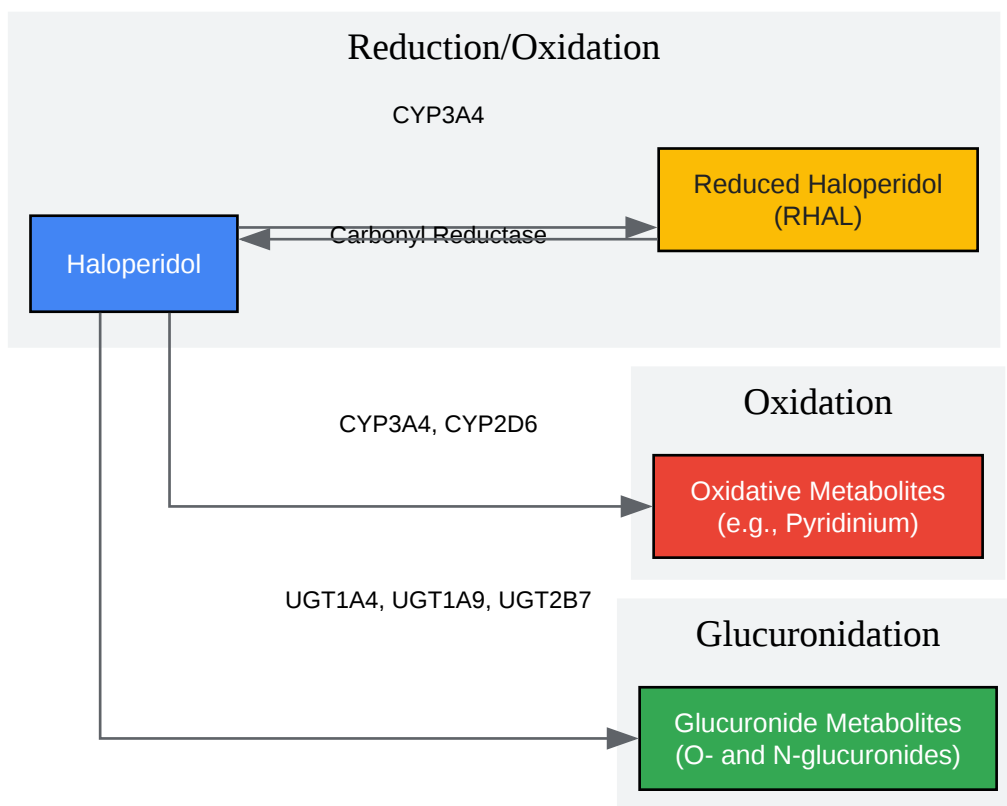 Reduction/Oxidation
CYP3A4
Reduced Haloperidol
(RHAL)
Carbonyl Reductase
Haloperidol
Oxidation
CYP3A4, CYP2D6
Oxidative Metabolites
(e.g., Pyridinium)
UGT1A4, UGT1A9, UGT2B7
Glucuronidation
Glucuronide Metabolites
(O- and N-glucuronides)